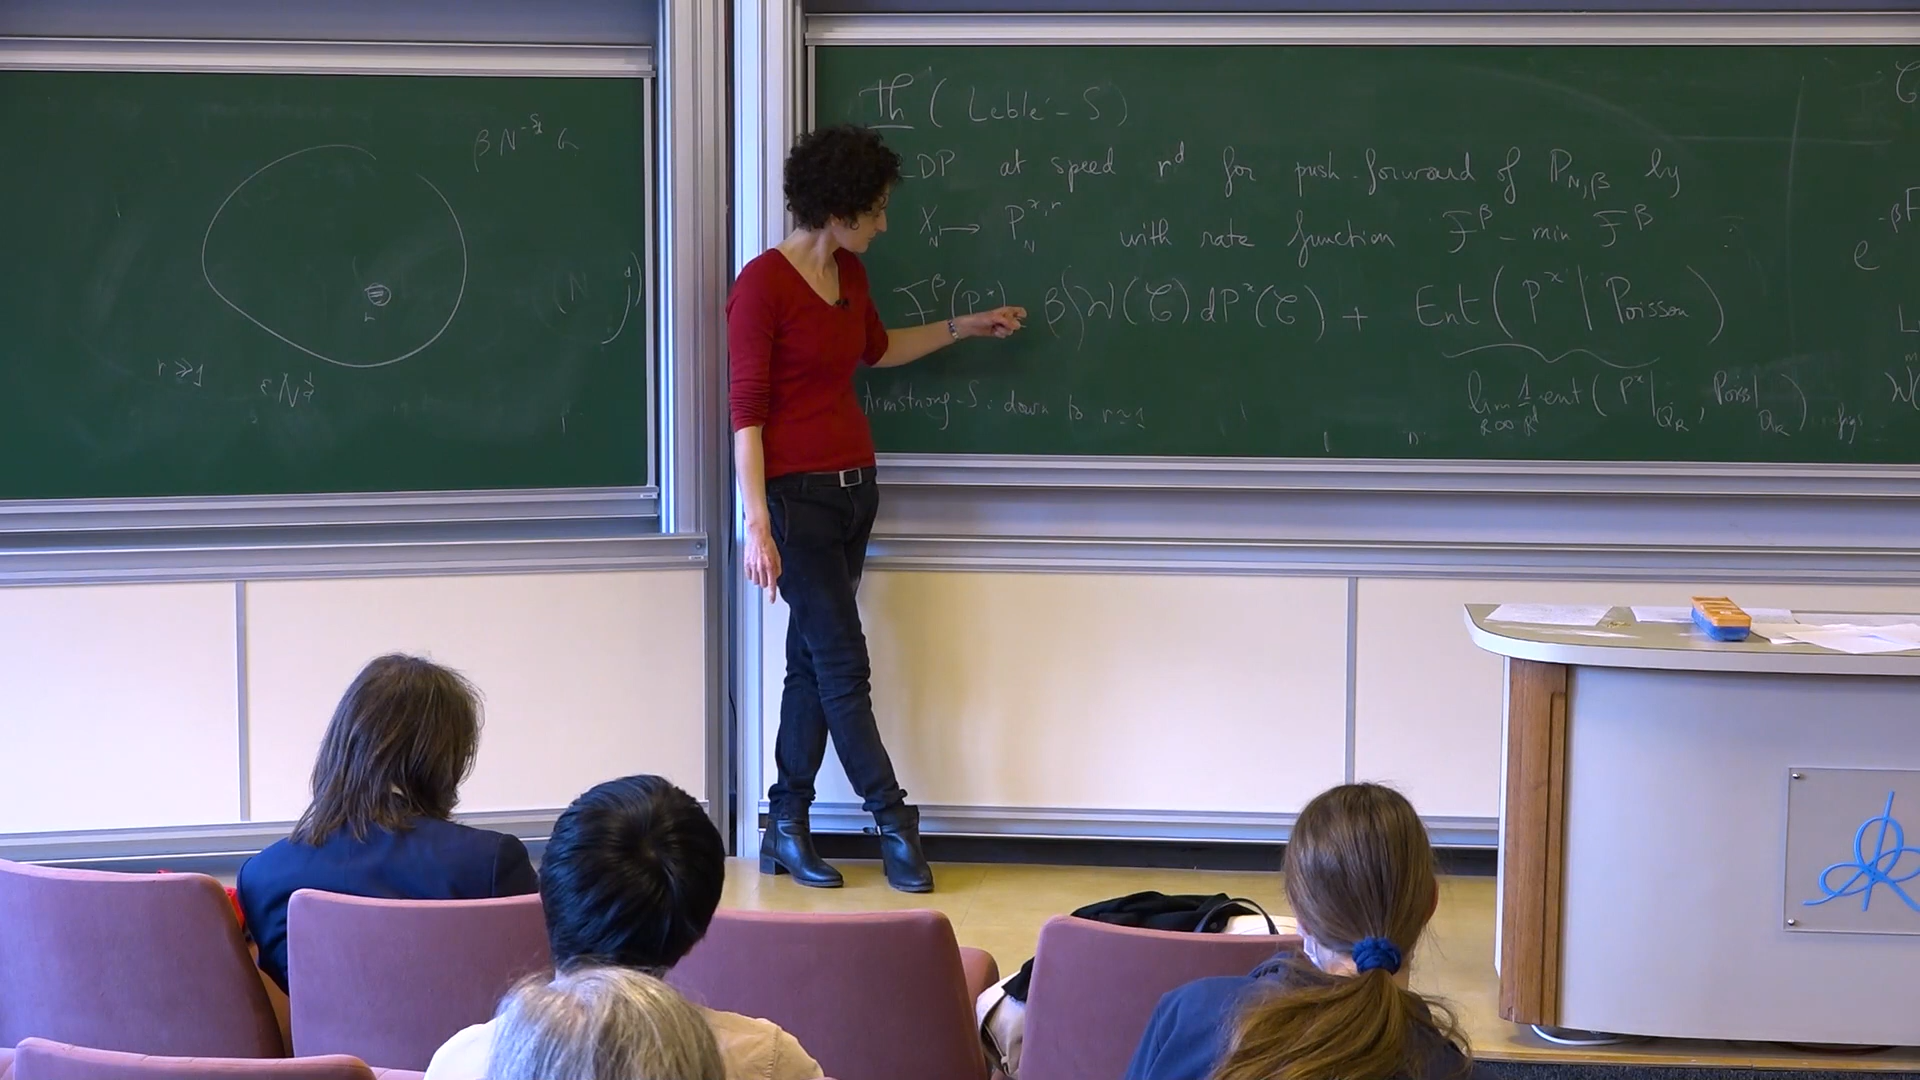 β N^{-s/d} G
(N
r ≫ 1
ε N^{1/d}
Th ( Leblé - S )
LDP at speed r^d for push-forward of P_{N,β} by
X_N ⟼ P_N^{x,r} with rate function F^β - min F^β
F^β(P^x) β ∫ W(C) dP^x(C) + Ent ( P^x | Poisson )
lim_{R→∞} 1/R^d ent ( P^x|_{Q_R} , Poiss|_{Q_R} )
Armstrong - S : down to r ≃ 1
e^{-βF